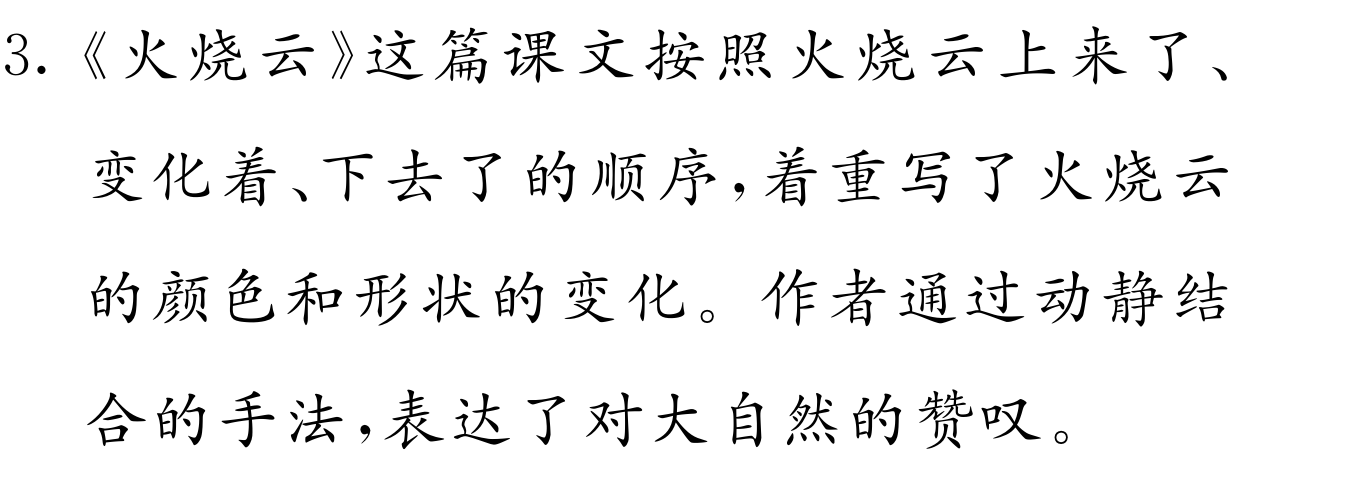 3.《火烧云》这篇课文按照火烧云上来了、
变化着、下去了的顺序,着重写了火烧云
的颜色和形状的变化。作者通过动静结
合的手法,表达了对大自然的赞叹。